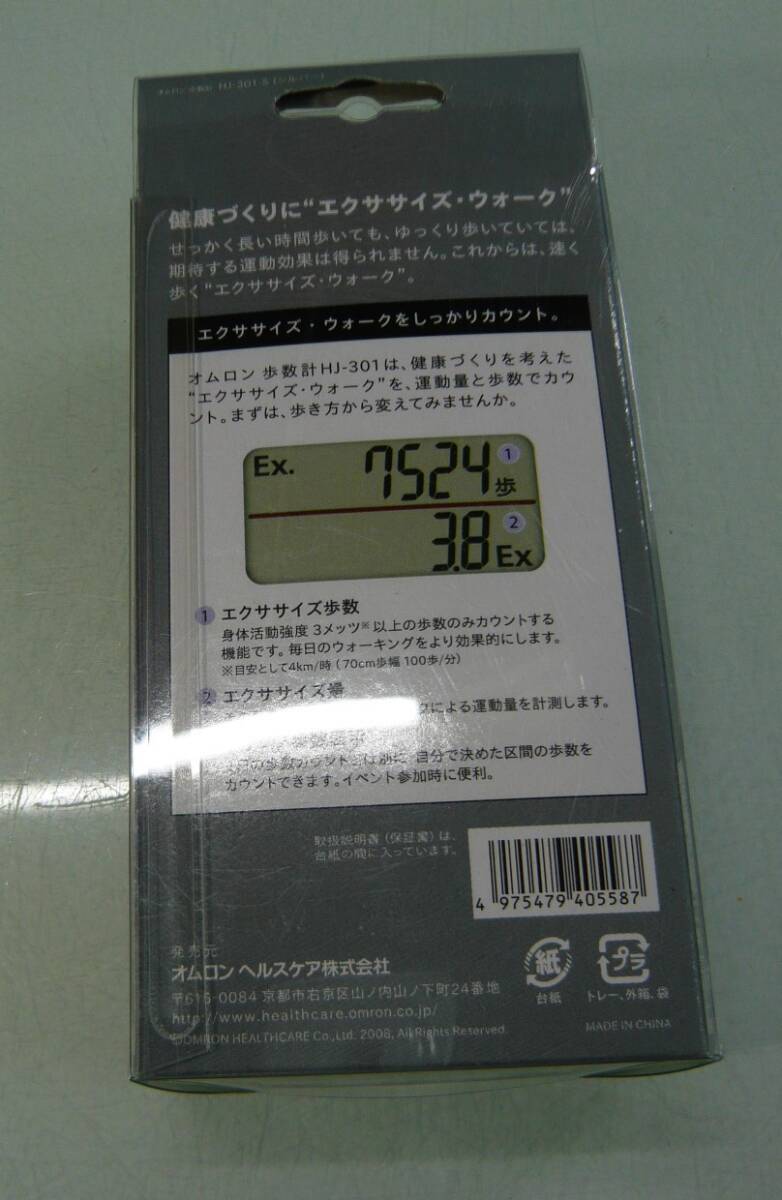 オムロン 歩数計 HJ-301-S (シルバー)
健康づくりに“エクササイズ・ウォーク”
せっかく長い時間歩いても、ゆっくり歩いていては、
期待する運動効果は得られません。これからは、速く
歩く“エクササイズ・ウォーク”。
エクササイズ・ウォークをしっかりカウント。
オムロン 歩数計HJ-301は、健康づくりを考えた
“エクササイズ・ウォーク”を、運動量と歩数でカウ
ント。まずは、歩き方から変えてみませんか。
Ex. 7524 歩 1
3.8 Ex 2
1 エクササイズ歩数
身体活動強度 3メッツ※以上の歩数のみカウントする
機能です。毎日のウォーキングをより効果的にします。
※目安として4km/時(70cm歩幅 100歩/分)
2 エクササイズ量
による運動量を計測します。
自分で決めた区間の歩数を
カウントできます。イベント参加時に便利。
取扱説明書(保証書)は、
台紙の間に入っています。
4 975479 405587
発売元
オムロン ヘルスケア株式会社
〒615-0084 京都市右京区山ノ内山ノ下町24番地
http://www.healthcare.omron.co.jp/
©OMRON HEALTHCARE Co.,Ltd. 2008, All Rights Reserved
紙
台紙
プラ
トレー、外箱、袋
MADE IN CHINA